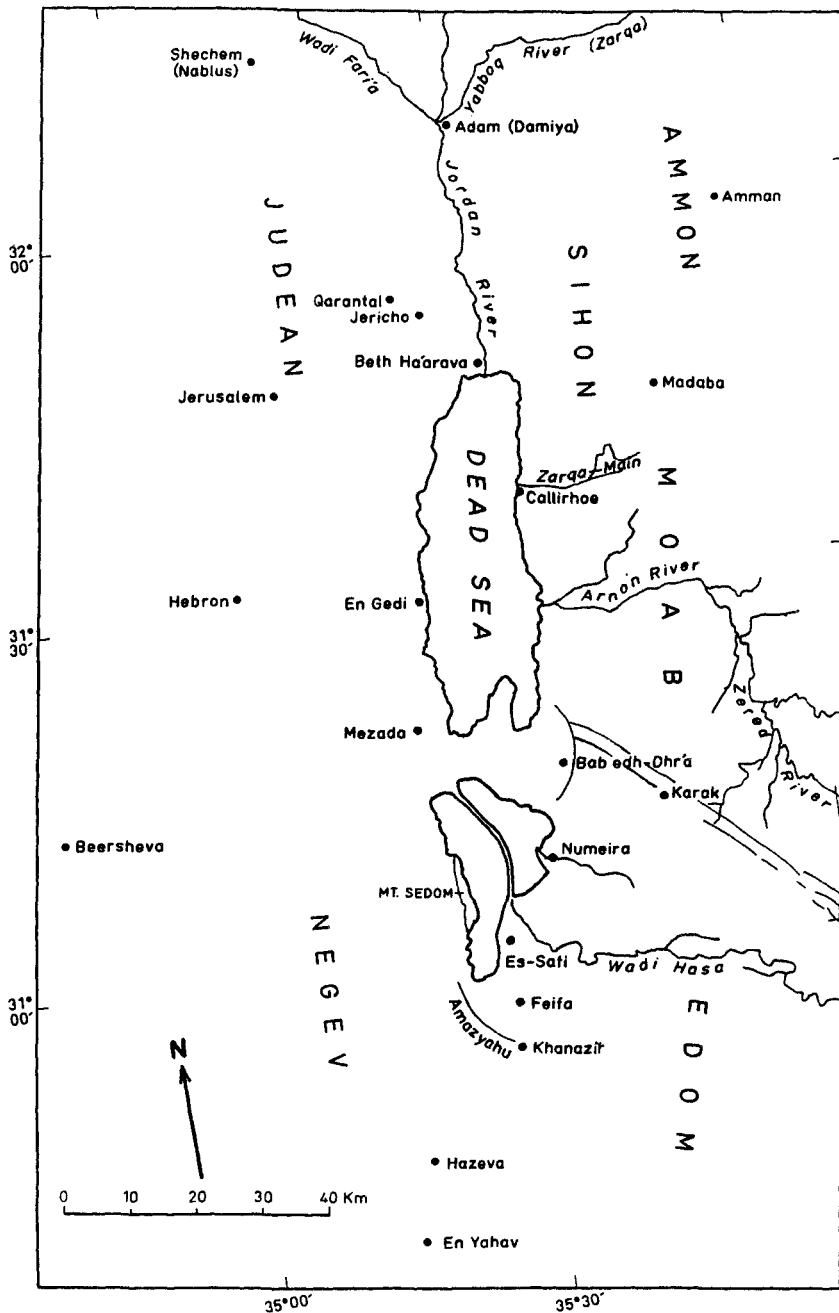 Shechem
(Nablus)
Wadi Fari'a
Yabboq River (Zarqa)
Adam (Damiya)
Jordan River
AMMON
Amman
JUDEAN
SIHON
32°
00'
Qarantal
Jericho
Beth Ha'arava
Jerusalem
Madaba
DEAD SEA
Zarqa-Main
Callirhoe
MOAB
Arnon River
Hebron
En Gedi
31°
30'
Zered River
Mezada
Bab edh-Dhr'a
Karak
Beersheva
Numeira
MT. SEDOM
NEGEV
Es-Safi
Wadi Hasa
31°
00'
Feifa
Amazyahu
Khanazir
EDOM
N
Hazeva
0 10 20 30 40 Km
En Yahav
35°00'
35°30'